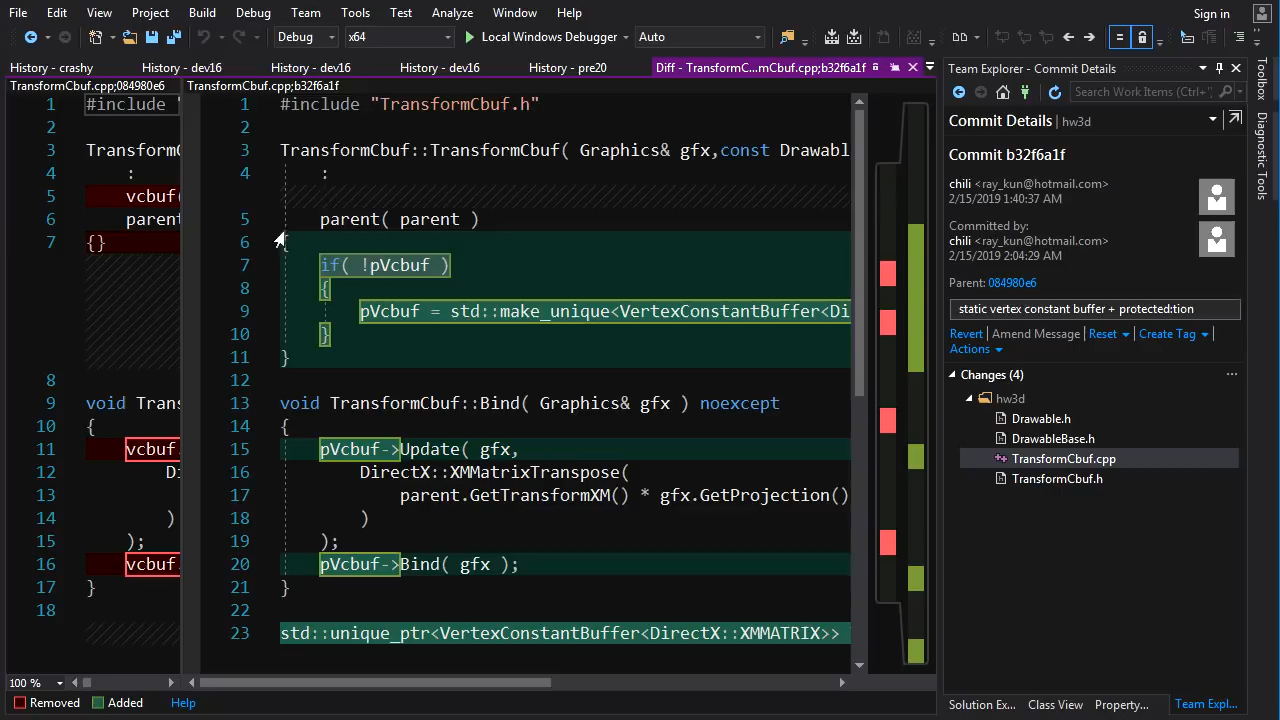 File Edit View Project Build Debug Team Tools Test Analyze Window Help Sign in
Debug x64 Local Windows Debugger Auto
History - crashy History - dev16 History - dev16 History - dev16 History - pre20 Diff - TransformC...mCbuf.cpp;b32f6a1f
TransformCbuf.cpp;084980e6
1 #include "
2
3 TransformC
4 :
5 vcbuf(
6 parent
7 {}
8
9 void Trans
10 {
11 vcbuf.
12 D
13
14 )
15 );
16 vcbuf.
17 }
18
TransformCbuf.cpp;b32f6a1f
1 #include "TransformCbuf.h"
2
3 TransformCbuf::TransformCbuf( Graphics& gfx,const Drawabl
4 :
5 parent( parent )
6 {
7 if( !pVcbuf )
8 {
9 pVcbuf = std::make_unique<VertexConstantBuffer<Di
10 }
11 }
12
13 void TransformCbuf::Bind( Graphics& gfx ) noexcept
14 {
15 pVcbuf->Update( gfx,
16 DirectX::XMMatrixTranspose(
17 parent.GetTransformXM() * gfx.GetProjection()
18 )
19 );
20 pVcbuf->Bind( gfx );
21 }
22
23 std::unique_ptr<VertexConstantBuffer<DirectX::XMMATRIX>>
100 %
Removed Added Help
Team Explorer - Commit Details
Search Work Items (Ctrl+'
Commit Details | hw3d
Commit b32f6a1f
chili <ray_kun@hotmail.com>
2/15/2019 1:40:37 AM
Committed by:
chili <ray_kun@hotmail.com>
2/15/2019 2:04:29 AM
Parent: 084980e6
static vertex constant buffer + protected:tion
Revert Amend Message Reset Create Tag
Actions
Changes (4)
hw3d
Drawable.h
DrawableBase.h
TransformCbuf.cpp
TransformCbuf.h
Solution Ex... Class View Property... Team Expl...
Toolbox
Diagnostic Tools